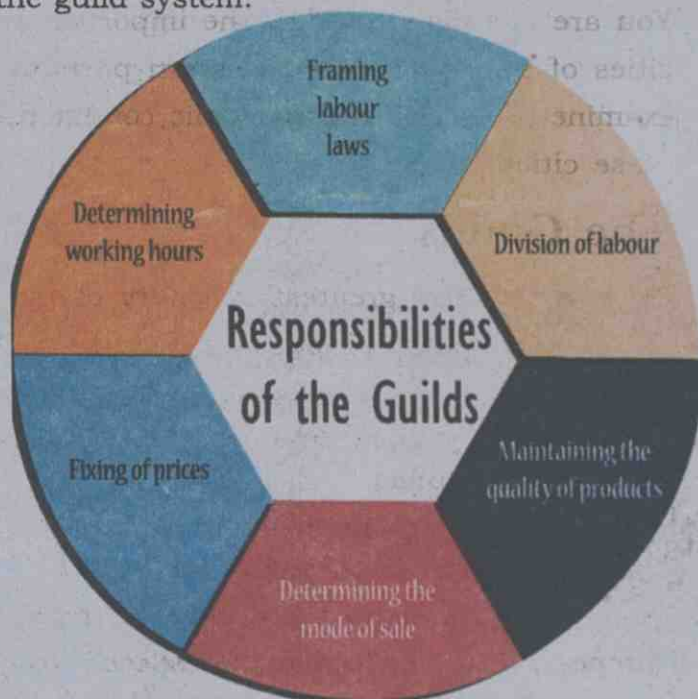 the guild system.
Framing
labour
laws
Division of labour
Maintaining the
quality of products
Determining the
mode of sale
Fixing of prices
Determining
working hours
Responsibilities
of the Guilds